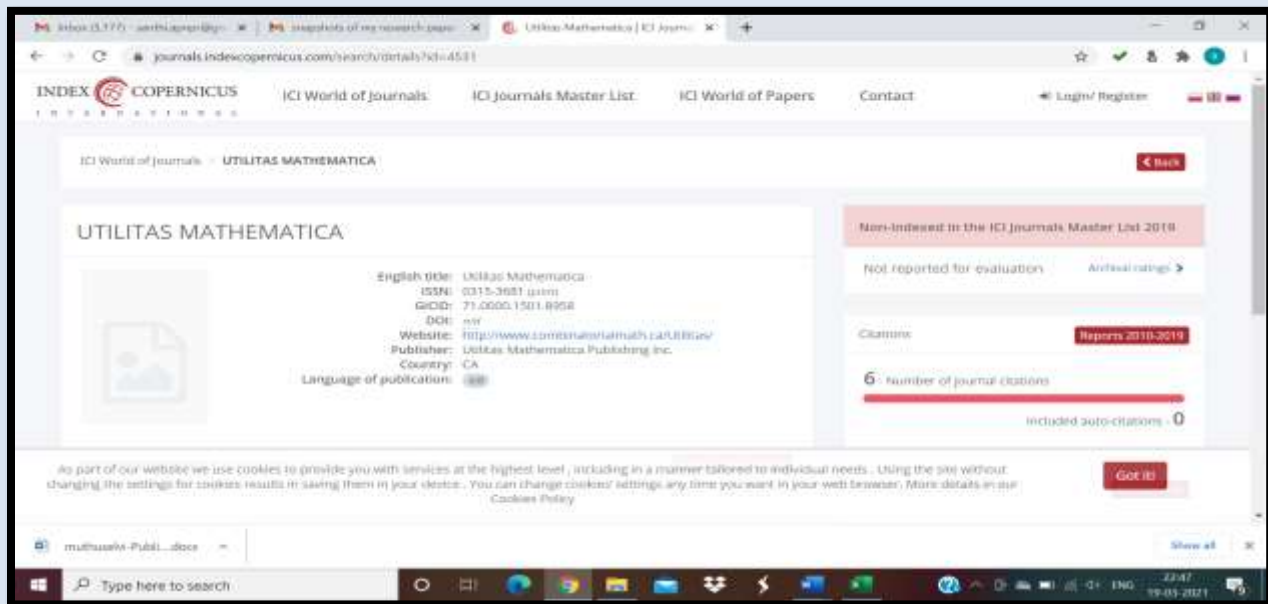 snapshots of my research pape
Utilitas Mathematica | ICI Journ
journals.indexcopernicus.com/search/details?id=4531
INDEX COPERNICUS
INTERNATIONAL
ICI World of Journals
ICI Journals Master List
ICI World of Papers
Contact
Login/ Register
ICI World of Journals UTILITAS MATHEMATICA
Back
UTILITAS MATHEMATICA
English title: Utilitas Mathematica
ISSN: 0315-3681
GICID: 71.0000.1501.8958
DOI:
Website: http://www.combinatorialmath.ca/Utilitas/
Publisher: Utilitas Mathematica Publishing Inc.
Country: CA
Language of publication:
Non-indexed in the ICI Journals Master List 2019
Not reported for evaluation
Archival ratings >
Citations
Reports 2010-2019
6 - Number of journal citations
Included auto-citations - 0
As part of our website we use cookies to provide you with services at the highest level , including in a manner tailored to individual needs . Using the site without
changing the settings for cookies results in saving them in your device . You can change cookies' settings any time you want in your web browser. More details in our
Cookies Policy
Got it!
muthuselvi-Publi....docx
Show all
Type here to search
ENG
22:47
19-03-2021